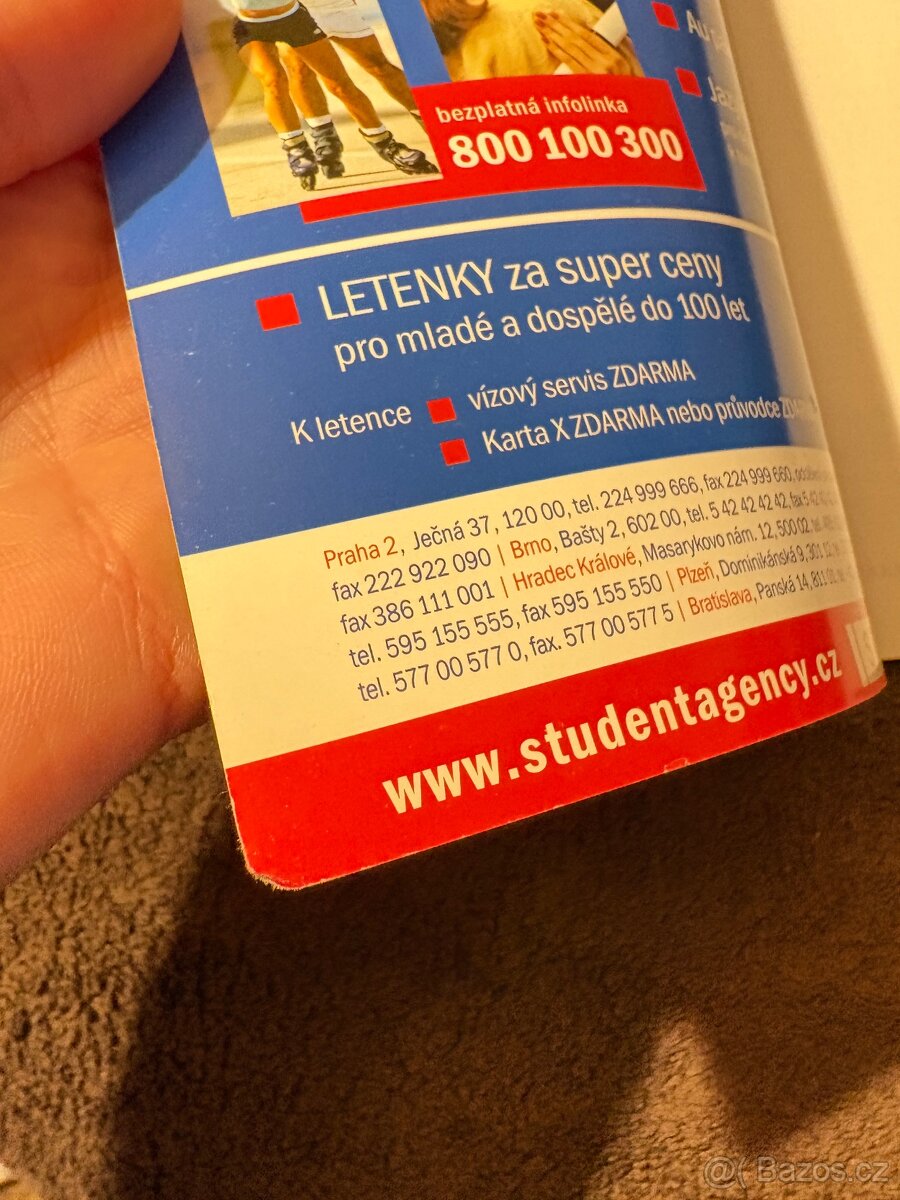 bezplatná infolinka
800 100 300
LETENKY za super ceny
pro mladé a dospělé do 100 let
K letence
vízový servis ZDARMA
Karta X ZDARMA nebo průvodce ZDARMA
Praha 2, Ječná 37, 120 00, tel. 224 999 666, fax 224 999 660,
fax 222 922 090 | Brno, Bašty 2, 602 00, tel. 5 42 42 42 42, fax
fax 386 111 001 | Hradec Králové, Masarykovo nám. 12, 500 02
tel. 595 155 555, fax 595 155 550 | Plzeň, Dominikánská 9,
tel. 577 00 577 0, fax. 577 00 577 5 | Bratislava, Panská 14,
www.studentagency.cz
@ Bazos.cz